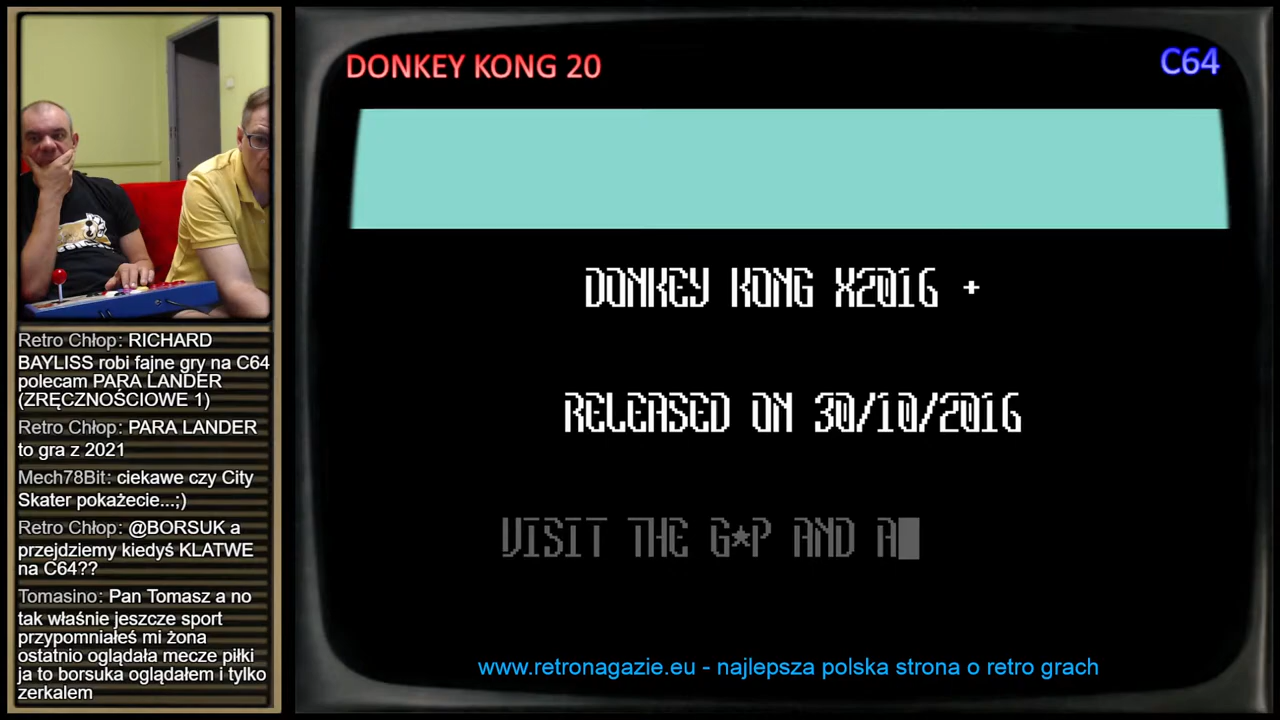 DONKEY KONG 20
C64
DONKEY KONG X2016 +
RELEASED ON 30/10/2016
VISIT THE G*P AND A
www.retronagazie.eu - najlepsza polska strona o retro grach
Retro Chłop: RICHARD
BAYLISS robi fajne gry na C64
polecam PARA LANDER
(ZRĘCZNOŚCIOWE 1)
Retro Chłop: PARA LANDER
to gra z 2021
Mech78Bit: ciekawe czy City
Skater pokażecie...;)
Retro Chłop: @BORSUK a
przejdziemy kiedyś KLATWE
na C64??
Tomasino: Pan Tomasz a no
tak właśnie jeszcze sport
przypomniałeś mi żona
ostatnio oglądała mecze piłki
ja to borsuka oglądałem i tylko
zerkalem